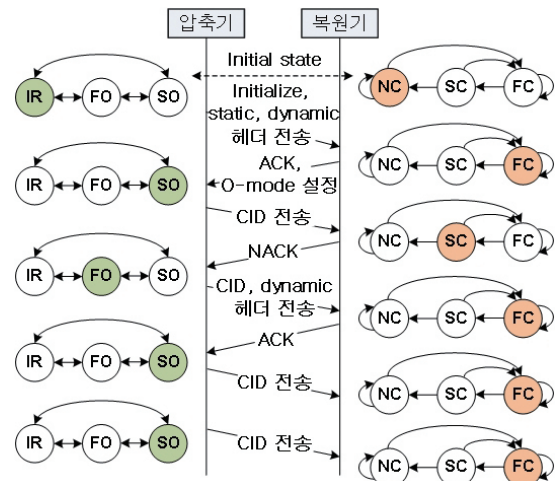 압축기 복원기
Initial state
IR FO SO
NC SC FC
Initialize,
static, dynamic
헤더 전송
ACK,
O-mode 설정
IR FO SO
NC SC FC
CID 전송
NACK
IR FO SO
NC SC FC
CID, dynamic
헤더 전송
ACK
IR FO SO
NC SC FC
CID 전송
NC SC FC
IR FO SO
CID 전송
NC SC FC